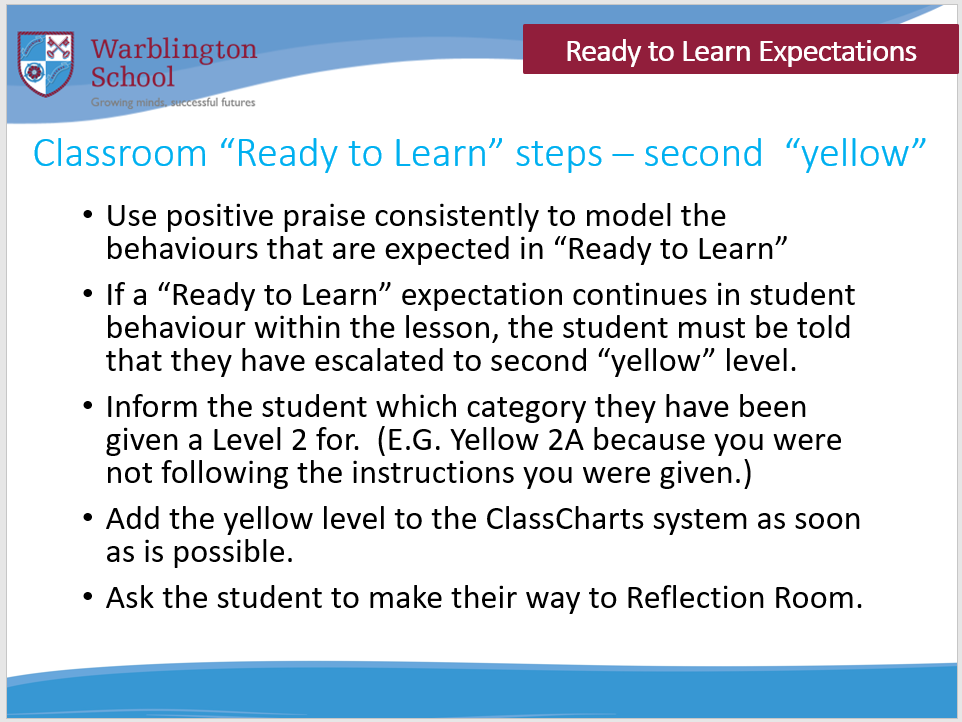 Warblington
School
Growing minds, successful futures
Ready to Learn Expectations
Classroom “Ready to Learn” steps – second “yellow”
• Use positive praise consistently to model the
behaviours that are expected in “Ready to Learn”
• If a “Ready to Learn” expectation continues in student
behaviour within the lesson, the student must be told
that they have escalated to second “yellow” level.
• Inform the student which category they have been
given a Level 2 for. (E.G. Yellow 2A because you were
not following the instructions you were given.)
• Add the yellow level to the ClassCharts system as soon
as is possible.
• Ask the student to make their way to Reflection Room.